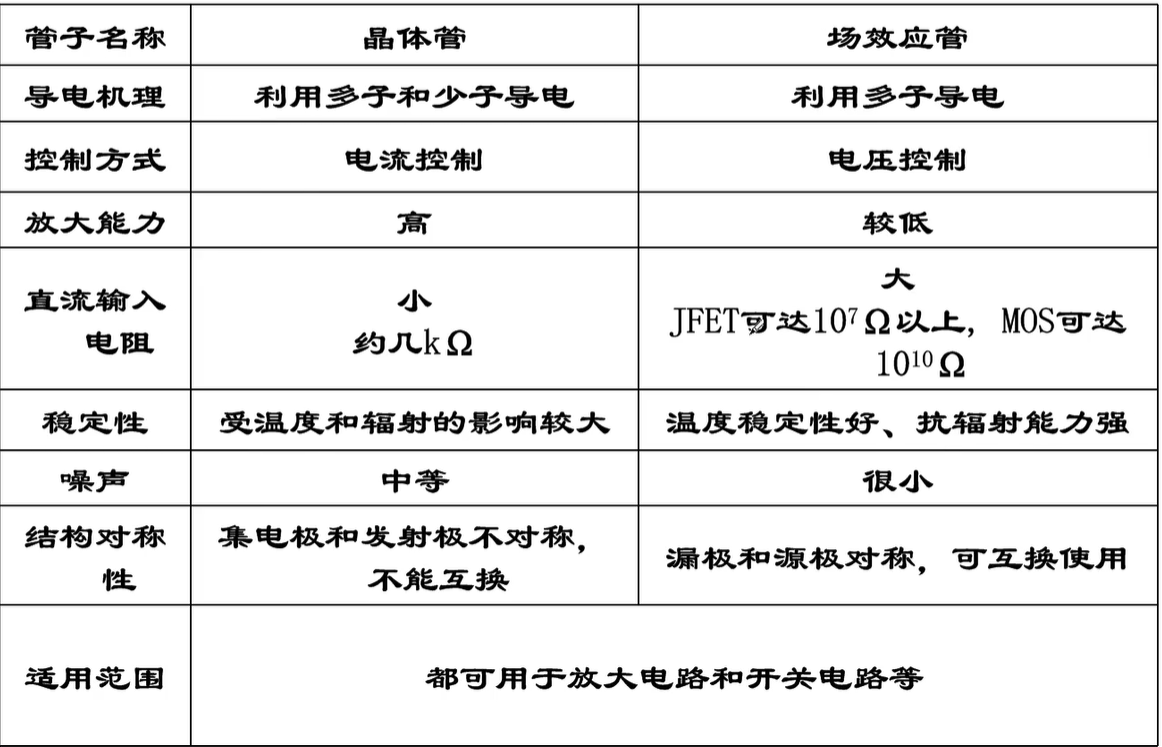 管子名称 晶体管 场效应管
导电机理 利用多子和少子导电 利用多子导电
控制方式 电流控制 电压控制
放大能力 高 较低
直流输入
电阻
小
约几kΩ
大
JFET可达10⁷Ω以上，MOS可达
10¹⁰Ω
稳定性 受温度和辐射的影响较大 温度稳定性好、抗辐射能力强
噪声 中等 很小
结构对称
性
集电极和发射极不对称，
不能互换
漏极和源极对称，可互换使用
适用范围 都可用于放大电路和开关电路等